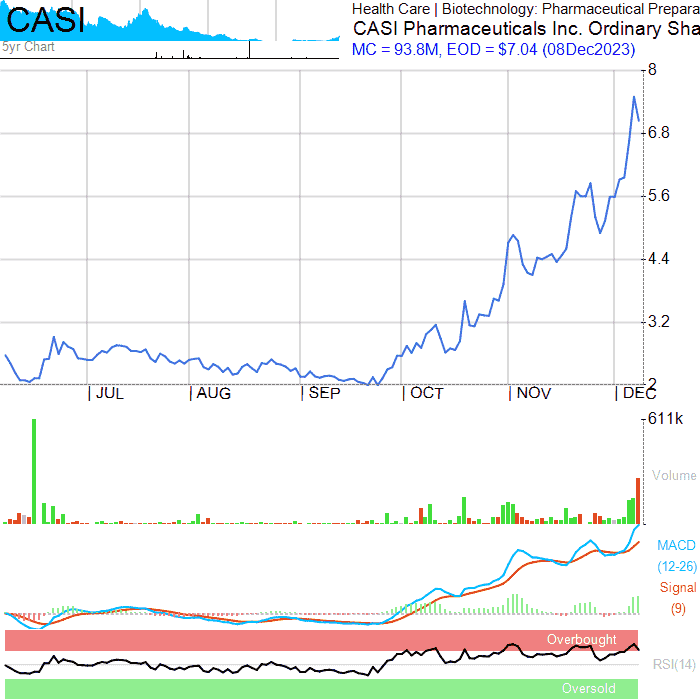 CASI
Health Care | Biotechnology: Pharmaceutical Prepara
CASI Pharmaceuticals Inc. Ordinary Sha
MC = 93.8M, EOD = $7.04 (08Dec2023)
5yr Chart
8
6.8
5.6
4.4
3.2
2
JUL AUG SEP OCT NOV DEC
611k
Volume
MACD
(12-26)
Signal
(9)
Overbought
RSI(14)
Oversold